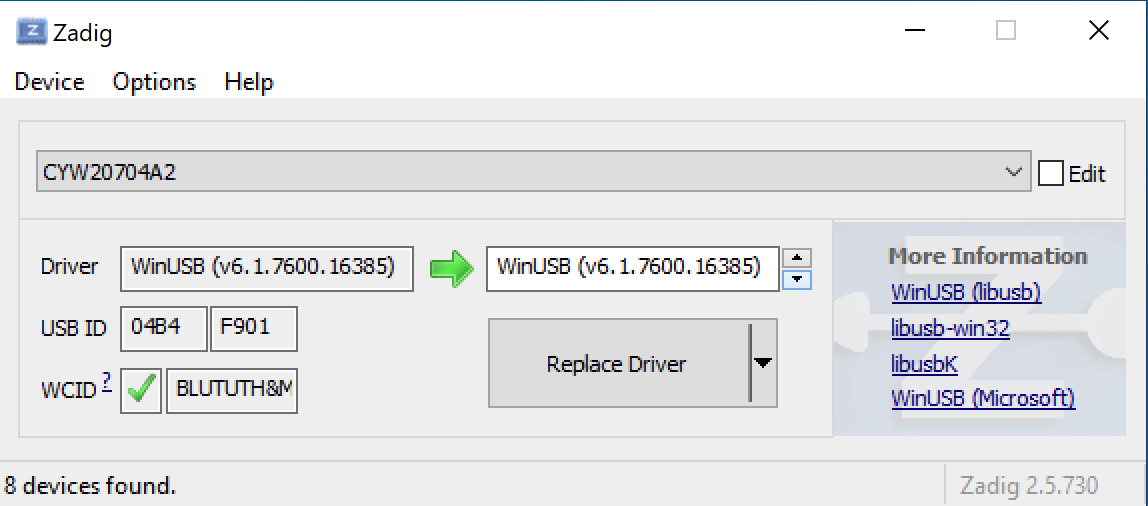 Zadig
Device Options Help
CYW20704A2
Edit
Driver WinUSB (v6.1.7600.16385) WinUSB (v6.1.7600.16385)
USB ID 04B4 F901
WCID ? BLUTUTH&M
Replace Driver
More Information
WinUSB (libusb)
libusb-win32
libusbK
WinUSB (Microsoft)
8 devices found.
Zadig 2.5.730